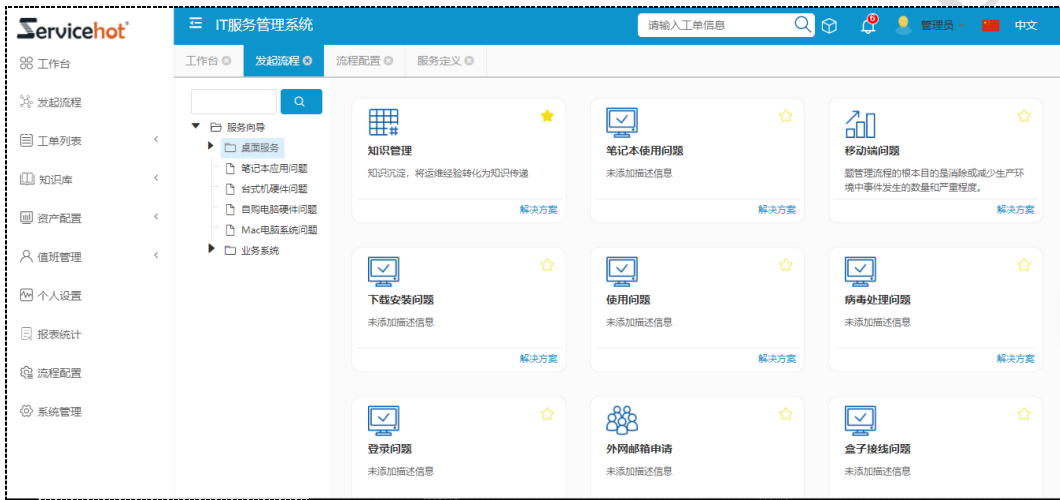 Servicehot
IT服务管理系统
请输入工单信息
6
管理员
中文
工作台
发起流程
工单列表
知识库
资产配置
值班管理
个人设置
报表统计
流程配置
系统管理
工作台
发起流程
流程配置
服务定义
服务向导
桌面服务
笔记本应用问题
台式机硬件问题
自购电脑硬件问题
Mac电脑系统问题
业务系统
知识管理
知识沉淀，将运维经验转化为知识传递
解决方案
笔记本使用问题
未添加描述信息
解决方案
移动端问题
题管理流程的根本目的是消除或减少生产环
境中事件发生的数量和严重程度。
解决方案
下载安装问题
未添加描述信息
解决方案
使用问题
未添加描述信息
解决方案
病毒处理问题
未添加描述信息
解决方案
登录问题
未添加描述信息
外网邮箱申请
未添加描述信息
盒子接线问题
未添加描述信息